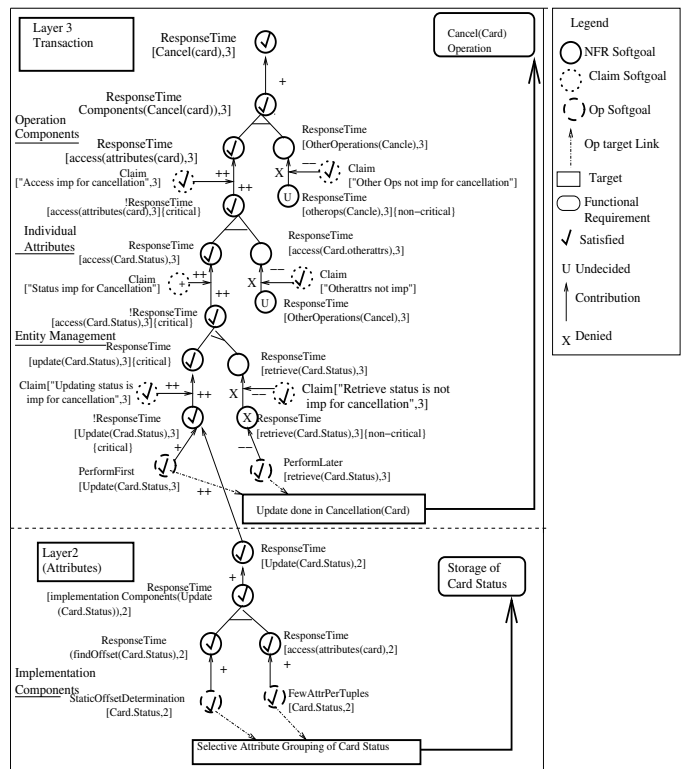 Layer 3
Transaction
ResponseTime
[Cancel(card),3]
+
Cancel(Card)
Operation
Legend
NFR Softgoal
Claim Softgoal
Op Softgoal
Op target Link
Target
Functional
Requirement
Satisfied
U Undecided
Contribution
X Denied
ResponseTime
Components(Cancel(card)),3]
Operation
Components
ResponseTime
[access(attributes(card),3]
ResponseTime
[OtherOperations(Cancle),3]
Claim
["Access imp for cancellation",3]
++
++
X
--
Claim
["Other Ops not imp for cancellation"]
!ResponseTime
[access(attributes(card),3]{critical}
U
ResponseTime
[otherops(Cancle),3]{non-critical}
Individual
Attributes
ResponseTime
[access(Card.Status),3]
ResponseTime
[access(Card.otherattrs),3]
Claim
["Status imp for Cancellation"]
+
++
++
X
--
Claim
["Otherattrs not imp"]
U
ResponseTime
[OtherOperations(Cancel),3]
!ResponseTime
[access(Card.Status),3]{critical}
Entity Management
ResponseTime
[update(Card.Status),3]{critical}
ResponseTime
[retrieve(Card.Status),3]
Claim["Updating status is
imp for cancellation",3]
++
++
X
--
Claim["Retrieve status is not
imp for cancellation",3]
!ResponseTime
[Update(Crad.Status),3]
{critical}
X
ResponseTime
[retrieve(Card.Status),3]{non-critical}
+
--
PerformFirst
[Update(Card.Status,3]
PerformLater
[retrieve(Card.Status),3]
++
Update done in Cancellation(Card)
Layer2
(Attributes)
ResponseTime
[Update(Card.Status),2]
+
Storage of
Card Status
ResponseTime
[implementation Components(Update
(Card.Status)),2]
ResponseTime
(findOffset(Card.Status),2]
ResponseTime
[access(attributes(card),2]
+
+
Implementation
Components
StaticOffsetDetermination
[Card.Status,2]
FewAttrPerTuples
[Card.Status,2]
Selective Attribute Grouping of Card Status